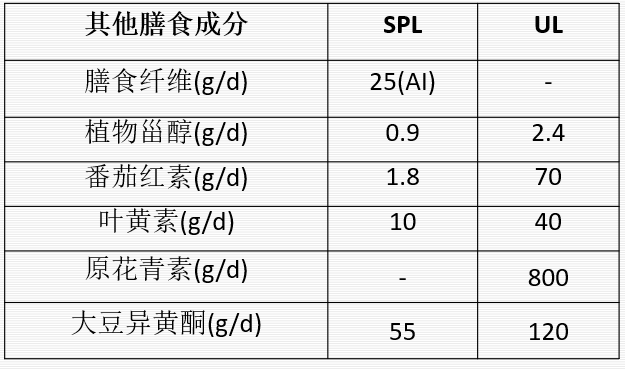 其他膳食成分 SPL UL
膳食纤维(g/d) 25(AI) -
植物甾醇(g/d) 0.9 2.4
番茄红素(g/d) 1.8 70
叶黄素(g/d) 10 40
原花青素(g/d) - 800
大豆异黄酮(g/d) 55 120